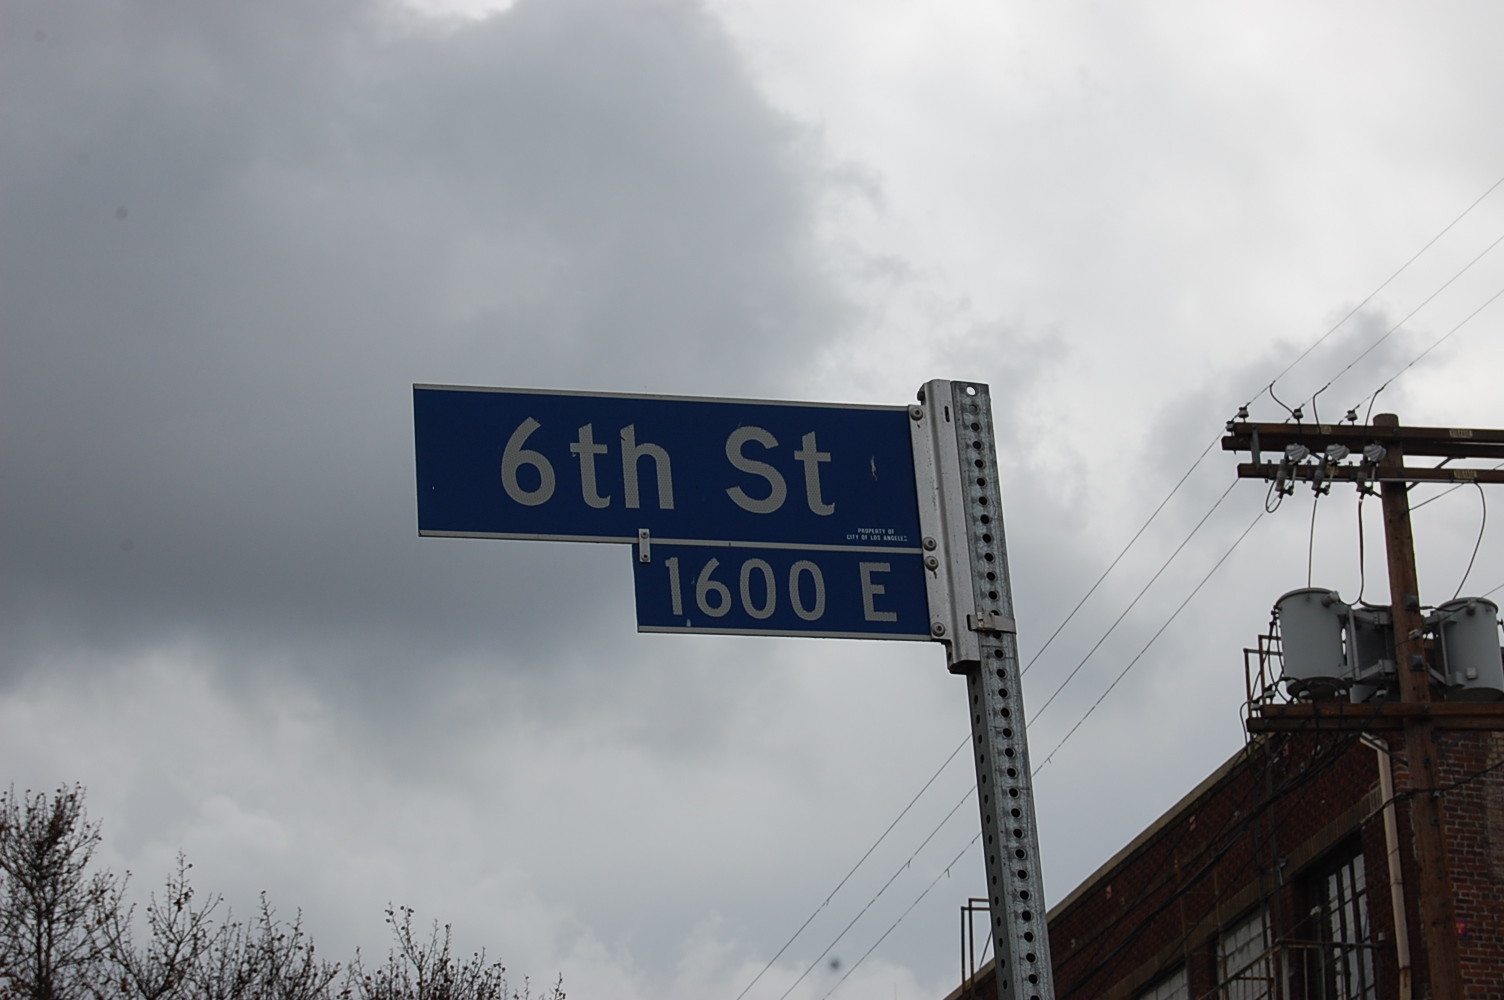 6th St
PROPERTY OF
CITY OF LOS ANGELES
1600 E